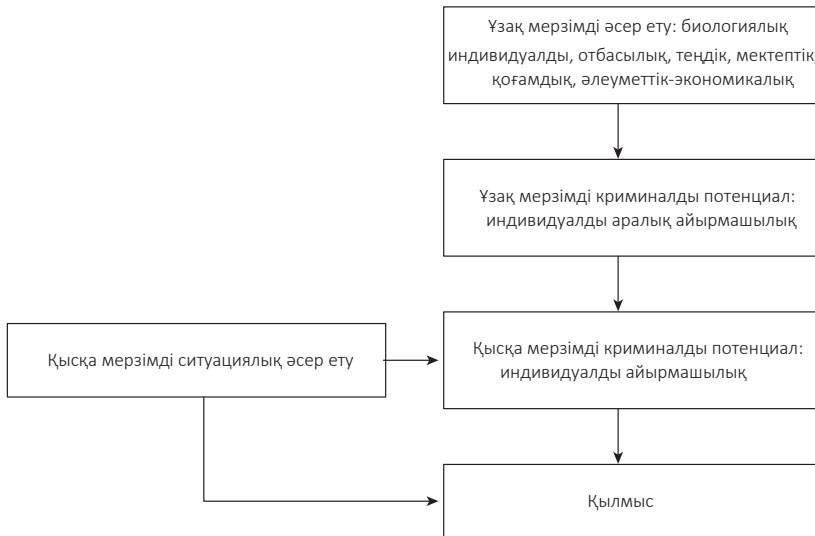 Ұзақ мерзімді әсер ету: биологиялық
индивидуалды, отбасылық, теңдік, мектептік,
қоғамдық, әлеуметтік-экономикалық
Ұзақ мерзімді криминалды потенциал:
индивидуалды аралық айырмашылық
Қысқа мерзімді ситуациялық әсер ету
Қысқа мерзімді криминалды потенциал:
индивидуалды айырмашылық
Қылмыс